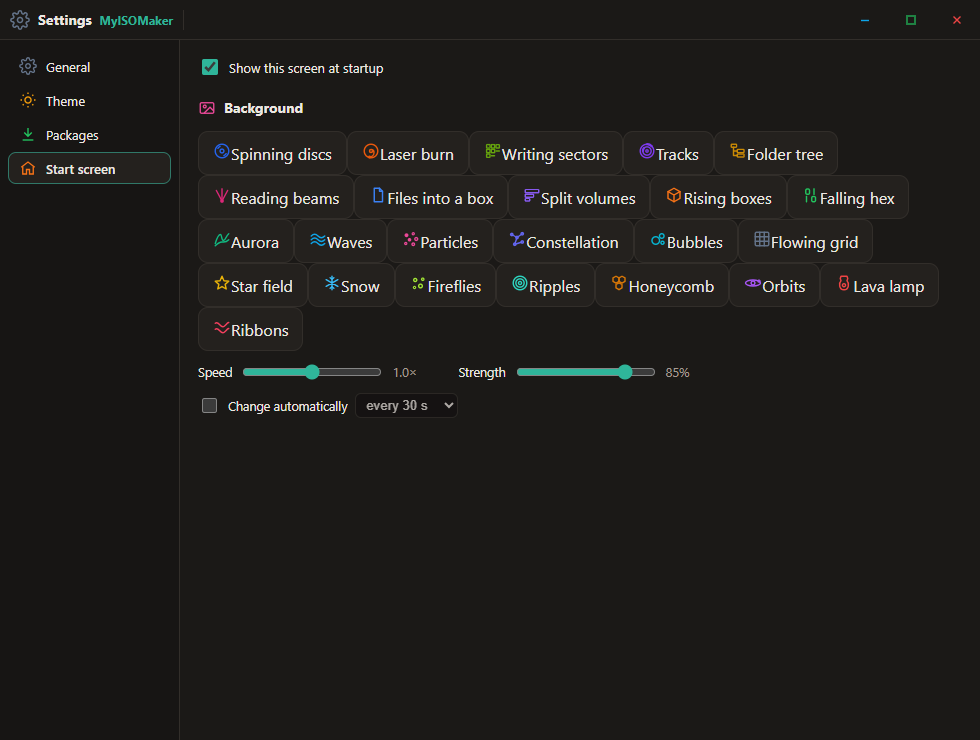 Settings MyISOMaker
General
Theme
Packages
Start screen
Show this screen at startup
Background
Spinning discs Laser burn Writing sectors Tracks Folder tree
Reading beams Files into a box Split volumes Rising boxes Falling hex
Aurora Waves Particles Constellation Bubbles Flowing grid
Star field Snow Fireflies Ripples Honeycomb Orbits Lava lamp
Ribbons
Speed 1.0× Strength 85%
Change automatically every 30 s